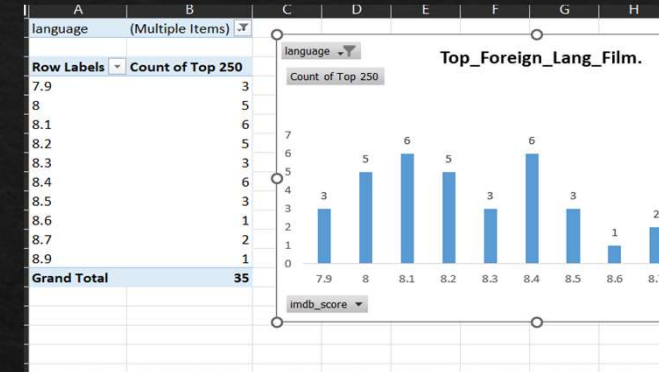 A B C D E F G H
language (Multiple Items)
Row Labels Count of Top 250
7.9 3
8 5
8.1 6
8.2 5
8.3 3
8.4 6
8.5 3
8.6 1
8.7 2
8.9 1
Grand Total 35
language
Top_Foreign_Lang_Film.
Count of Top 250
7
6
5
4
3
2
1
0
3 5 6 5 3 6 3 1 2
7.9 8 8.1 8.2 8.3 8.4 8.5 8.6
imdb_score